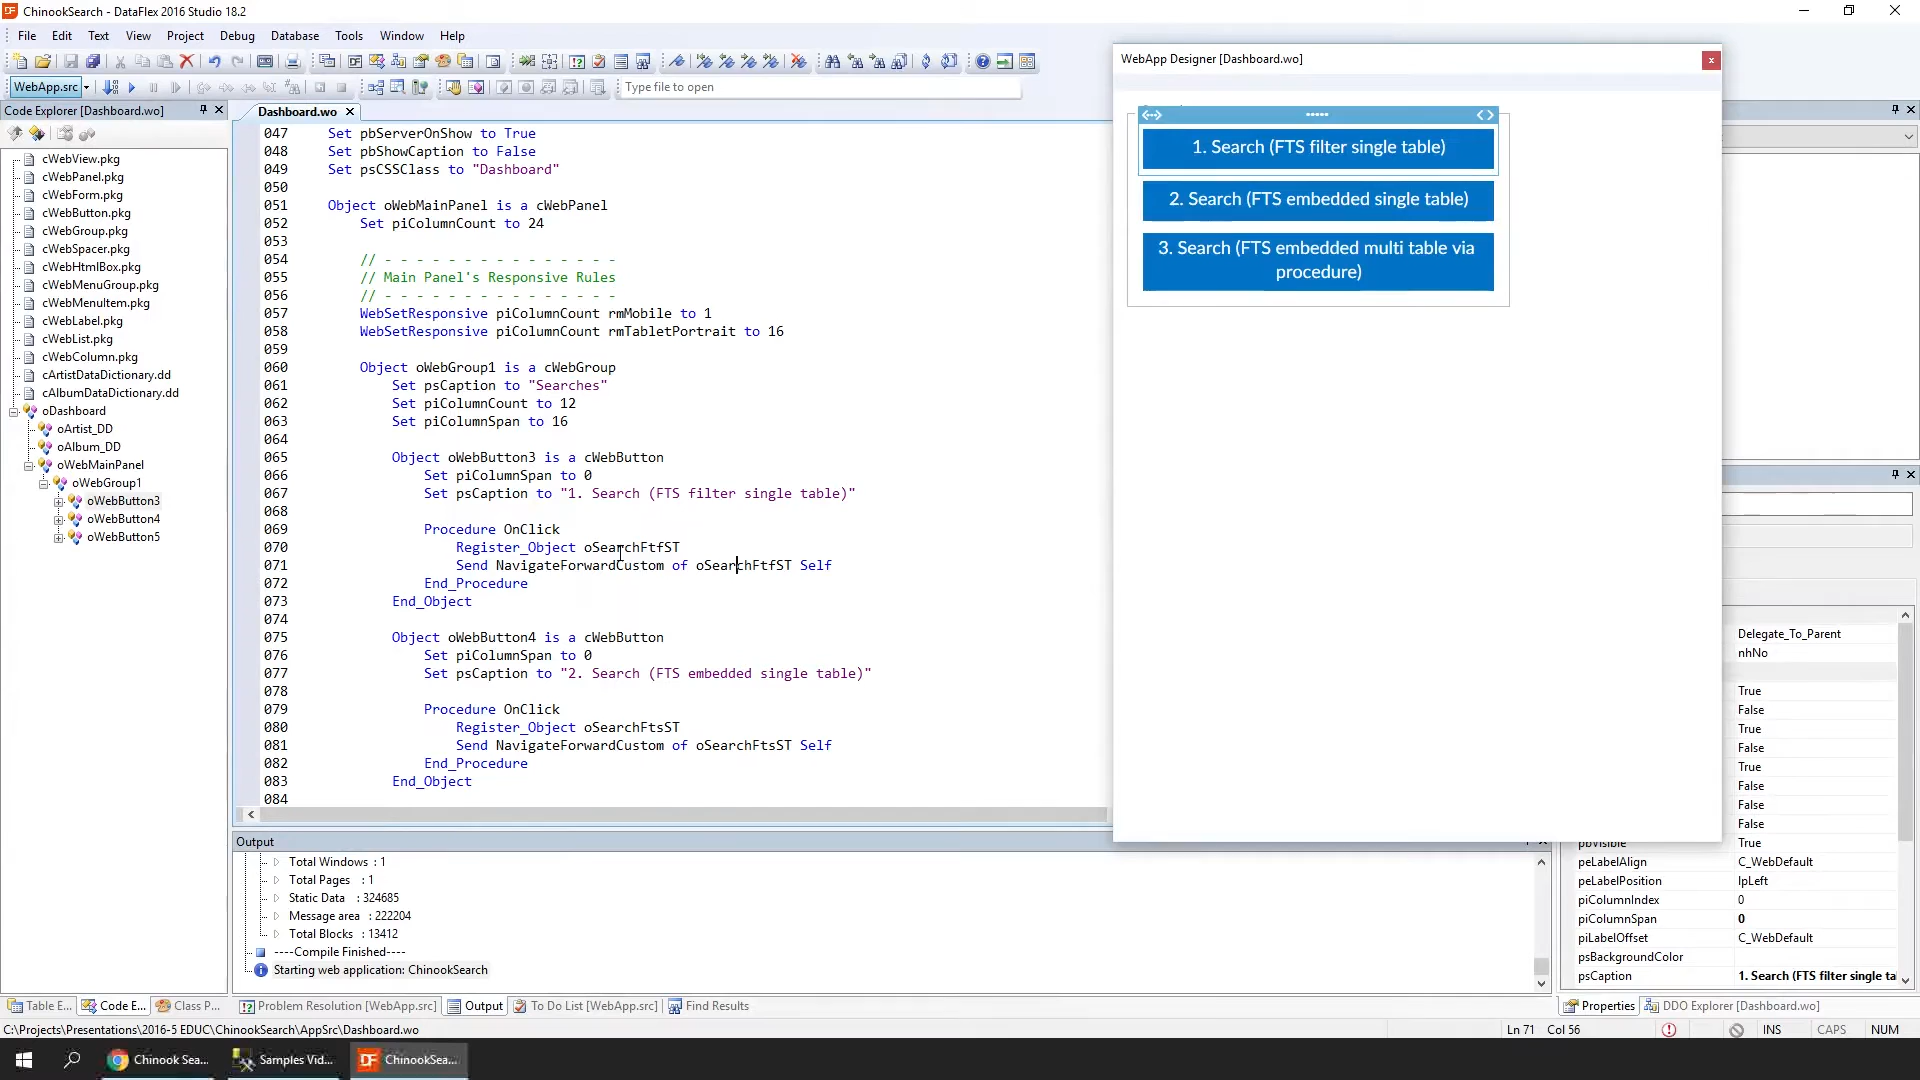 ChinookSearch - DataFlex 2016 Studio 18.2
File Edit Text View Project Debug Database Tools Window Help
WebApp.src
Type file to open
Code Explorer [Dashboard.wo]
cWebView.pkg
cWebPanel.pkg
cWebForm.pkg
cWebButton.pkg
cWebGroup.pkg
cWebSpacer.pkg
cWebHtmlBox.pkg
cWebMenuGroup.pkg
cWebMenuItem.pkg
cWebLabel.pkg
cWebList.pkg
cWebColumn.pkg
cArtistDataDictionary.dd
cAlbumDataDictionary.dd
oDashboard
oArtist_DD
oAlbum_DD
oWebMainPanel
oWebGroup1
oWebButton3
oWebButton4
oWebButton5
Dashboard.wo
047 Set pbServerOnShow to True
048 Set pbShowCaption to False
049 Set psCSSClass to "Dashboard"
050
051 Object oWebMainPanel is a cWebPanel
052 Set piColumnCount to 24
053
054 // - - - - - - - - - - - - - - -
055 // Main Panel's Responsive Rules
056 // - - - - - - - - - - - - - - -
057 WebSetResponsive piColumnCount rmMobile to 1
058 WebSetResponsive piColumnCount rmTabletPortrait to 16
059
060 Object oWebGroup1 is a cWebGroup
061 Set psCaption to "Searches"
062 Set piColumnCount to 12
063 Set piColumnSpan to 16
064
065 Object oWebButton3 is a cWebButton
066 Set piColumnSpan to 0
067 Set psCaption to "1. Search (FTS filter single table)"
068
069 Procedure OnClick
070 Register_Object oSearchFtfST
071 Send NavigateForwardCustom of oSearchFtfST Self
072 End_Procedure
073 End_Object
074
075 Object oWebButton4 is a cWebButton
076 Set piColumnSpan to 0
077 Set psCaption to "2. Search (FTS embedded single table)"
078
079 Procedure OnClick
080 Register_Object oSearchFtsST
081 Send NavigateForwardCustom of oSearchFtsST Self
082 End_Procedure
083 End_Object
084
WebApp Designer [Dashboard.wo]
1. Search (FTS filter single table)
2. Search (FTS embedded single table)
3. Search (FTS embedded multi table via
procedure)
Delegate_To_Parent
nhNo
True
False
True
False
True
False
False
False
pbVisible True
peLabelAlign C_WebDefault
peLabelPosition lpLeft
piColumnIndex 0
piColumnSpan 0
piLabelOffset C_WebDefault
psBackgroundColor
psCaption 1. Search (FTS filter single ta
Output
Total Windows : 1
Total Pages : 1
Static Data : 324685
Message area : 222204
Total Blocks : 13412
----Compile Finished----
Starting web application: ChinookSearch
Table E... Code E... Class P... Problem Resolution [WebApp.src] Output To Do List [WebApp.src] Find Results Properties DDO Explorer [Dashboard.wo]
C:\Projects\Presentations\2016-5 EDUC\ChinookSearch\AppSrc\Dashboard.wo Ln 71 Col 56 INS CAPS NUM
Chinook Sea... Samples Vid... ChinookSea...